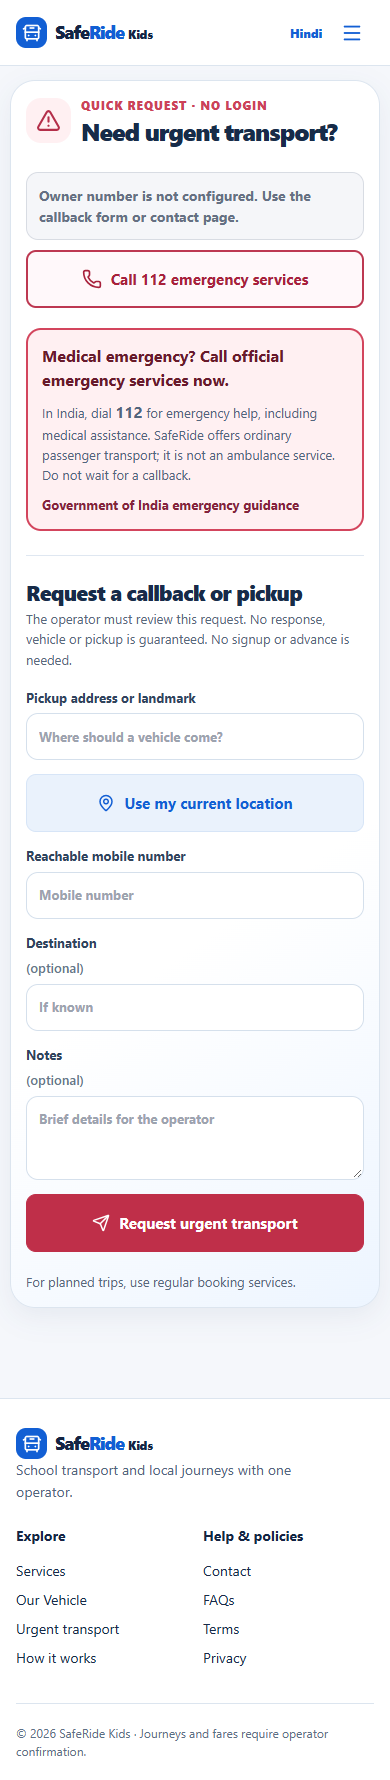 SafeRide Kids
Hindi
QUICK REQUEST · NO LOGIN
Need urgent transport?
Owner number is not configured. Use the
callback form or contact page.
Call 112 emergency services
Medical emergency? Call official
emergency services now.
In India, dial 112 for emergency help, including
medical assistance. SafeRide offers ordinary
passenger transport; it is not an ambulance service.
Do not wait for a callback.
Government of India emergency guidance
Request a callback or pickup
The operator must review this request. No response,
vehicle or pickup is guaranteed. No signup or advance is
needed.
Pickup address or landmark
Where should a vehicle come?
Use my current location
Reachable mobile number
Mobile number
Destination
(optional)
If known
Notes
(optional)
Brief details for the operator
Request urgent transport
For planned trips, use regular booking services.
SafeRide Kids
School transport and local journeys with one
operator.
Explore
Services
Our Vehicle
Urgent transport
How it works
Help & policies
Contact
FAQs
Terms
Privacy
© 2026 SafeRide Kids · Journeys and fares require operator
confirmation.